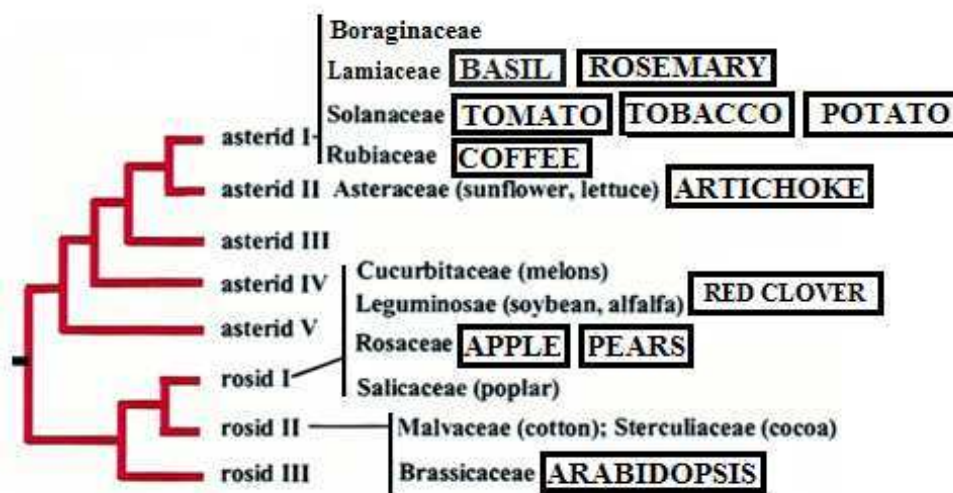 Boraginaceae
Lamiaceae BASIL ROSEMARY
Solanaceae TOMATO TOBACCO POTATO
asterid I
Rubiaceae COFFEE
asterid II Asteraceae (sunflower, lettuce) ARTICHOKE
asterid III
Cucurbitaceae (melons)
asterid IV
Leguminosae (soybean, alfalfa) RED CLOVER
asterid V
Rosaceae APPLE PEARS
rosid I
Salicaceae (poplar)
rosid II Malvaceae (cotton); Sterculiaceae (cocoa)
rosid III Brassicaceae ARABIDOPSIS